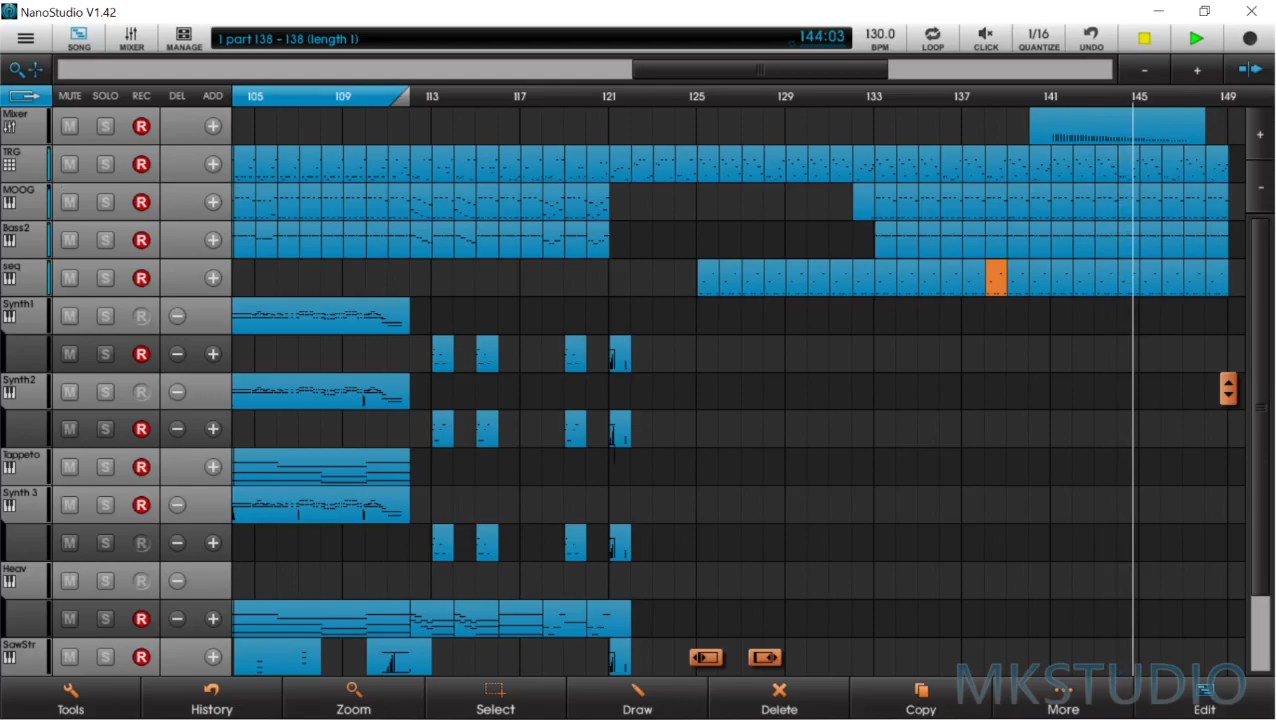 NanoStudio V1.42
SONG MIXER MANAGE 1 part 138 - 138 (length 1) 144:03 130.0 BPM LOOP CLICK 1/16 QUANTIZE UNDO
- +
MUTE SOLO REC DEL ADD 105 109 113 117 121 125 129 133 137 141 145 149
Mixer M S R + +
TRG M S R + -
MOOG M S R +
Bass2 M S R +
seq M S R +
Synth1 M S R -
M S R - +
Synth2 M S R -
M S R - +
Tappeto M S R +
Synth 3 M S R -
M S R - +
Heav M S R -
M S R - +
SawStr M S R +
MKSTUDIO
Tools History Zoom Select Draw Delete Copy More Edit